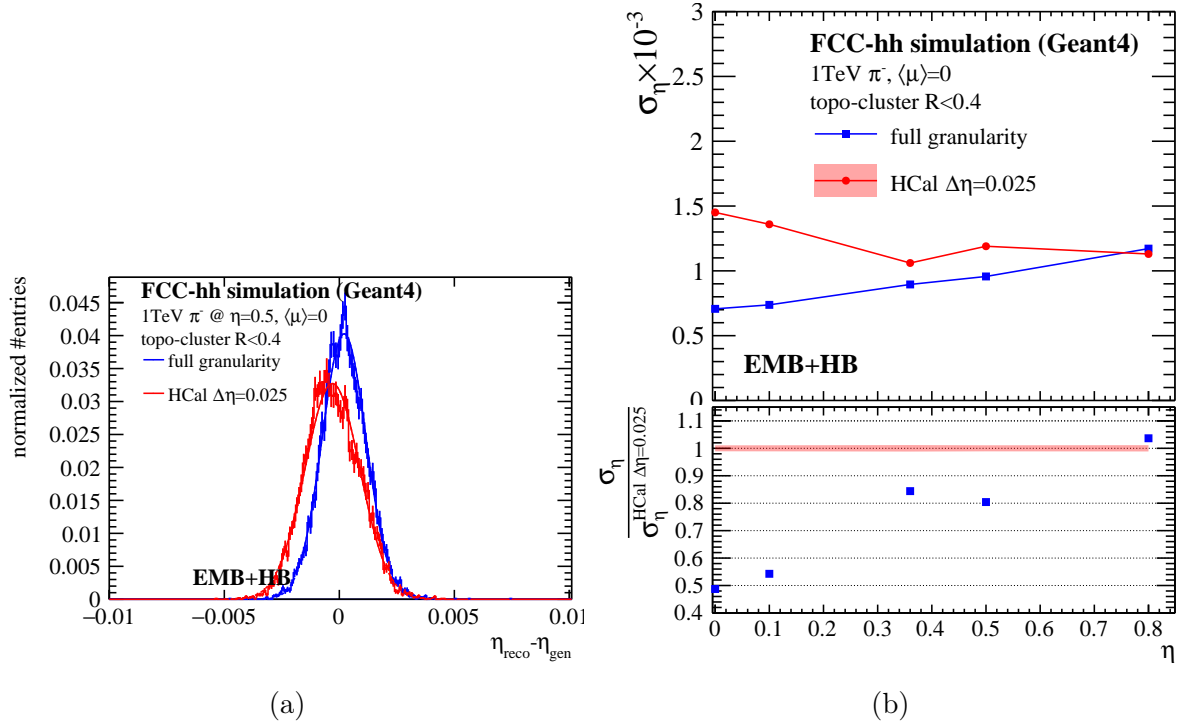 FCC-hh simulation (Geant4)
1TeV π⁻ @ η=0.5, ⟨μ⟩=0
topo-cluster R<0.4
full granularity
HCal Δη=0.025
EMB+HB
normalized #entries
0.045
0.04
0.035
0.03
0.025
0.02
0.015
0.01
0.005
0
−0.01
−0.005
0
0.005
0.01
η_reco-η_gen
(a)
σ_η×10⁻³
3
2.5
2
1.5
1
0.5
0
FCC-hh simulation (Geant4)
1TeV π⁻, ⟨μ⟩=0
topo-cluster R<0.4
full granularity
HCal Δη=0.025
EMB+HB
σ_η
σ_η^HCal Δη=0.025
1.1
1
0.9
0.8
0.7
0.6
0.5
0.4
0
0.1
0.2
0.3
0.4
0.5
0.6
0.7
0.8
η
(b)